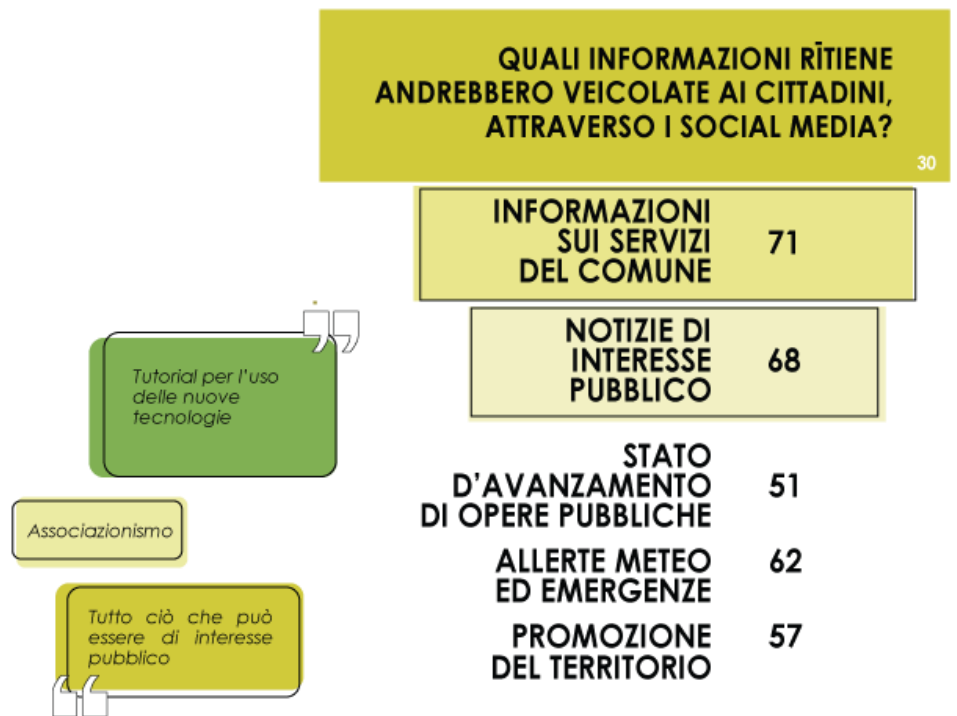 QUALI INFORMAZIONI RĪTIENE
ANDREBBERO VEICOLATE AI CITTADINI,
ATTRAVERSO I SOCIAL MEDIA?
30
INFORMAZIONI
SUI SERVIZI
DEL COMUNE
71
NOTIZIE DI
INTERESSE
PUBBLICO
68
STATO
D'AVANZAMENTO
DI OPERE PUBBLICHE
51
ALLERTE METEO
ED EMERGENZE
62
PROMOZIONE
DEL TERRITORIO
57
Tutorial per l'uso
delle nuove
tecnologie
Associazionismo
Tutto ciò che può
essere di interesse
pubblico